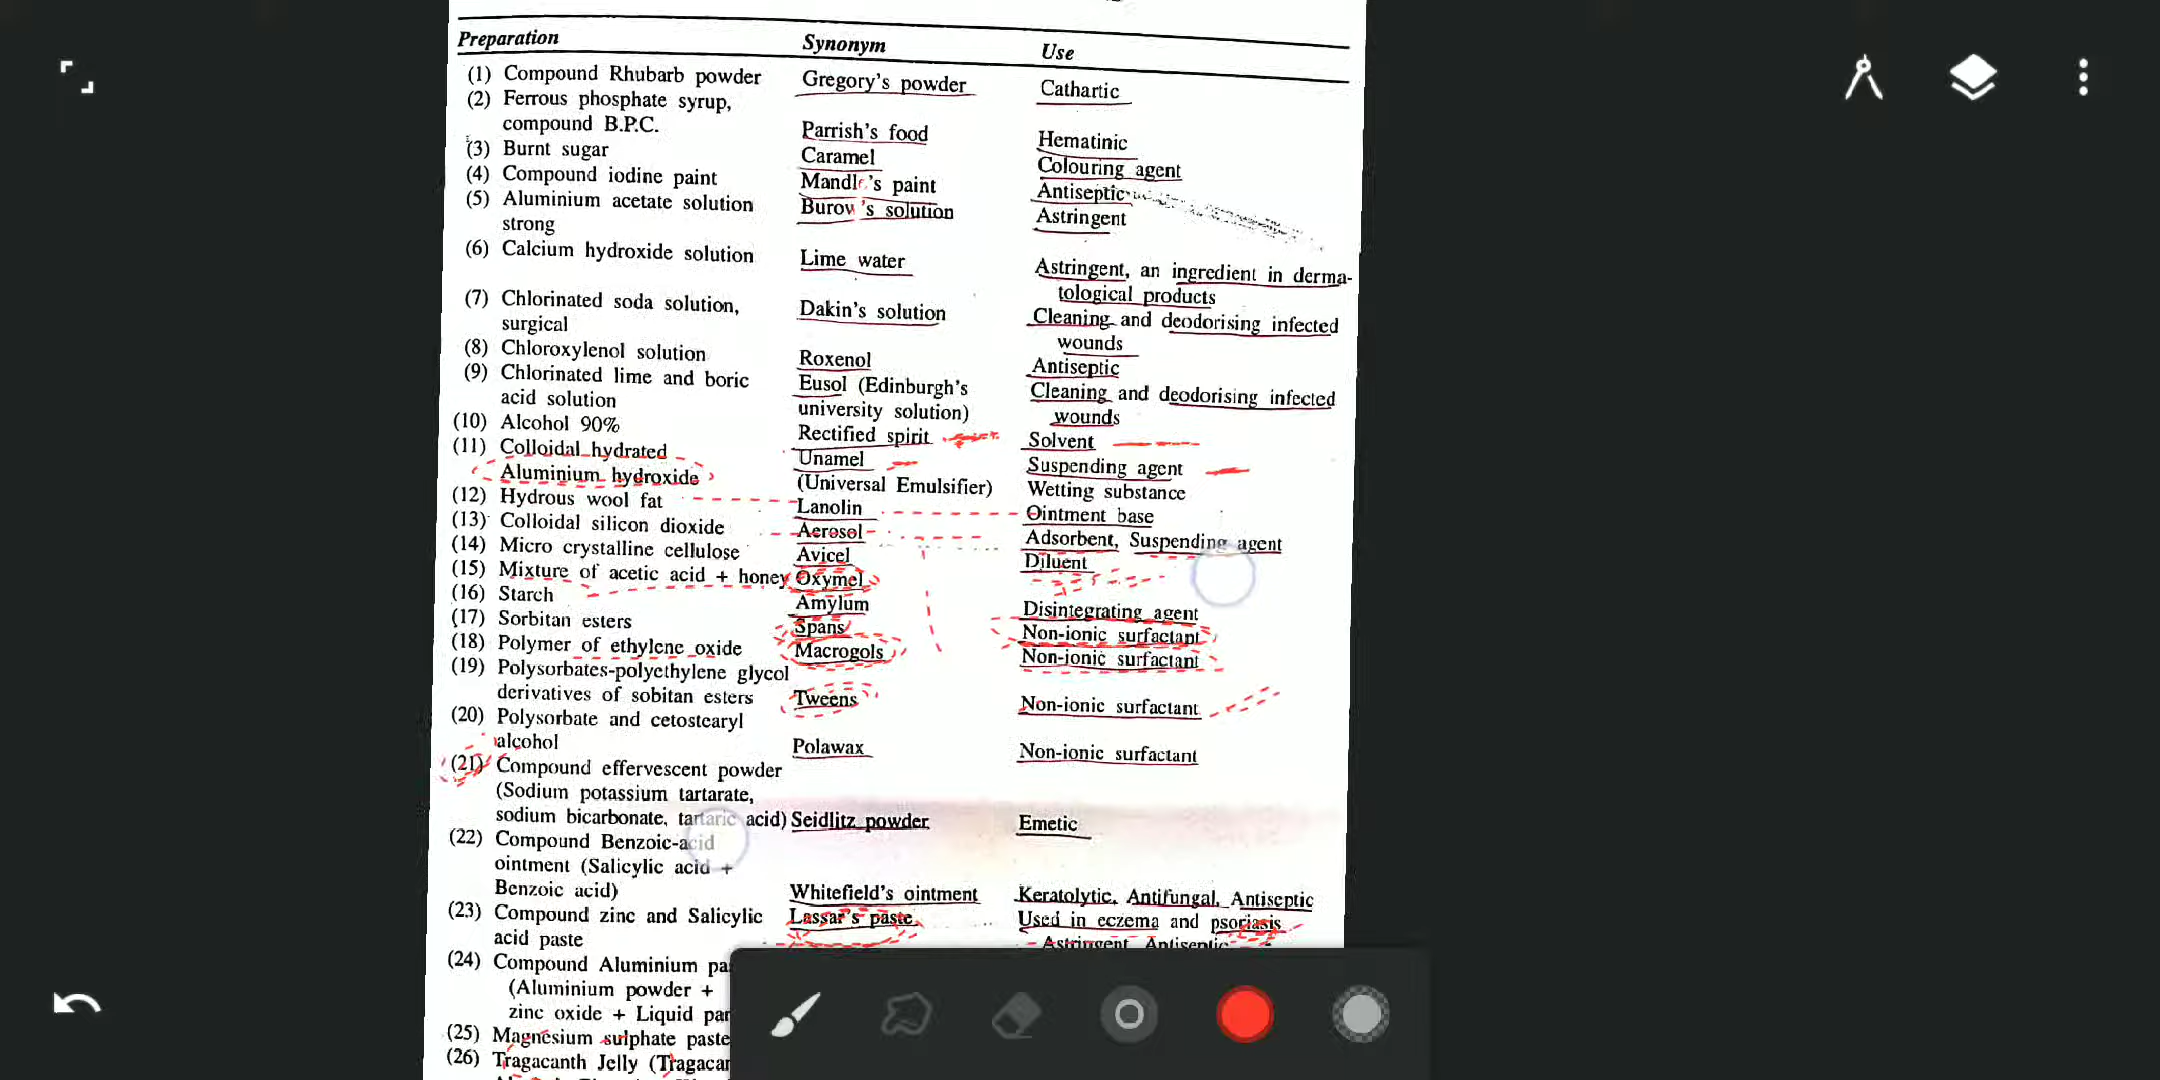 Preparation Synonym Use
(1) Compound Rhubarb powder Gregory's powder Cathartic
(2) Ferrous phosphate syrup,
compound B.P.C. Parrish's food Hematinic
(3) Burnt sugar Caramel Colouring agent
(4) Compound iodine paint Mandle's paint Antiseptic
(5) Aluminium acetate solution Burow's solution Astringent
strong
(6) Calcium hydroxide solution Lime water Astringent, an ingredient in derma-
tological products
(7) Chlorinated soda solution, Dakin's solution Cleaning and deodorising infected
surgical wounds
(8) Chloroxylenol solution Roxenol Antiseptic
(9) Chlorinated lime and boric Eusol (Edinburgh's Cleaning and deodorising infected
acid solution university solution) wounds
(10) Alcohol 90% Rectified spirit Solvent
(11) Colloidal hydrated Unamel Suspending agent
Aluminium hydroxide (Universal Emulsifier) Wetting substance
(12) Hydrous wool fat Lanolin Ointment base
(13) Colloidal silicon dioxide Aerosol Adsorbent, Suspending agent
(14) Micro crystalline cellulose Avicel Diluent
(15) Mixture of acetic acid + honey Oxymel
(16) Starch Amylum Disintegrating agent
(17) Sorbitan esters Spans Non-ionic surfactant
(18) Polymer of ethylene oxide Macrogols Non-ionic surfactant
(19) Polysorbates-polyethylene glycol
derivatives of sobitan esters Tweens Non-ionic surfactant
(20) Polysorbate and cetostearyl
alcohol Polawax Non-ionic surfactant
(21) Compound effervescent powder
(Sodium potassium tartarate,
sodium bicarbonate, tartaric acid) Seidlitz powder Emetic
(22) Compound Benzoic-acid
ointment (Salicylic acid +
Benzoic acid) Whitefield's ointment Keratolytic, Antifungal, Antiseptic
(23) Compound zinc and Salicylic Lassar's paste Used in eczema and psoriasis
acid paste Astringent Antiseptic
(24) Compound Aluminium pa
(Aluminium powder +
zinc oxide + Liquid par
(25) Magnesium sulphate paste
(26) Tragacanth Jelly (Tragacan